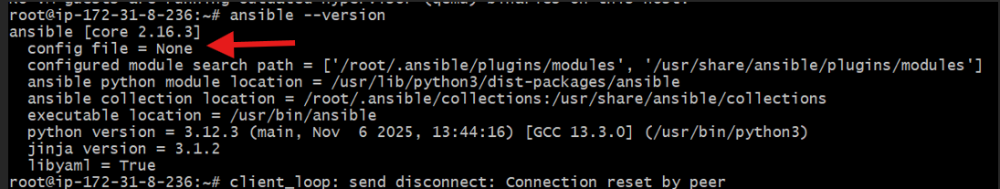 root@ip-172-31-8-236:~# ansible --version
ansible [core 2.16.3]
  config file = None
  configured module search path = ['/root/.ansible/plugins/modules', '/usr/share/ansible/plugins/modules']
  ansible python module location = /usr/lib/python3/dist-packages/ansible
  ansible collection location = /root/.ansible/collections:/usr/share/ansible/collections
  executable location = /usr/bin/ansible
  python version = 3.12.3 (main, Nov  6 2025, 13:44:16) [GCC 13.3.0] (/usr/bin/python3)
  jinja version = 3.1.2
  libyaml = True
root@ip-172-31-8-236:~# client_loop: send disconnect: Connection reset by peer